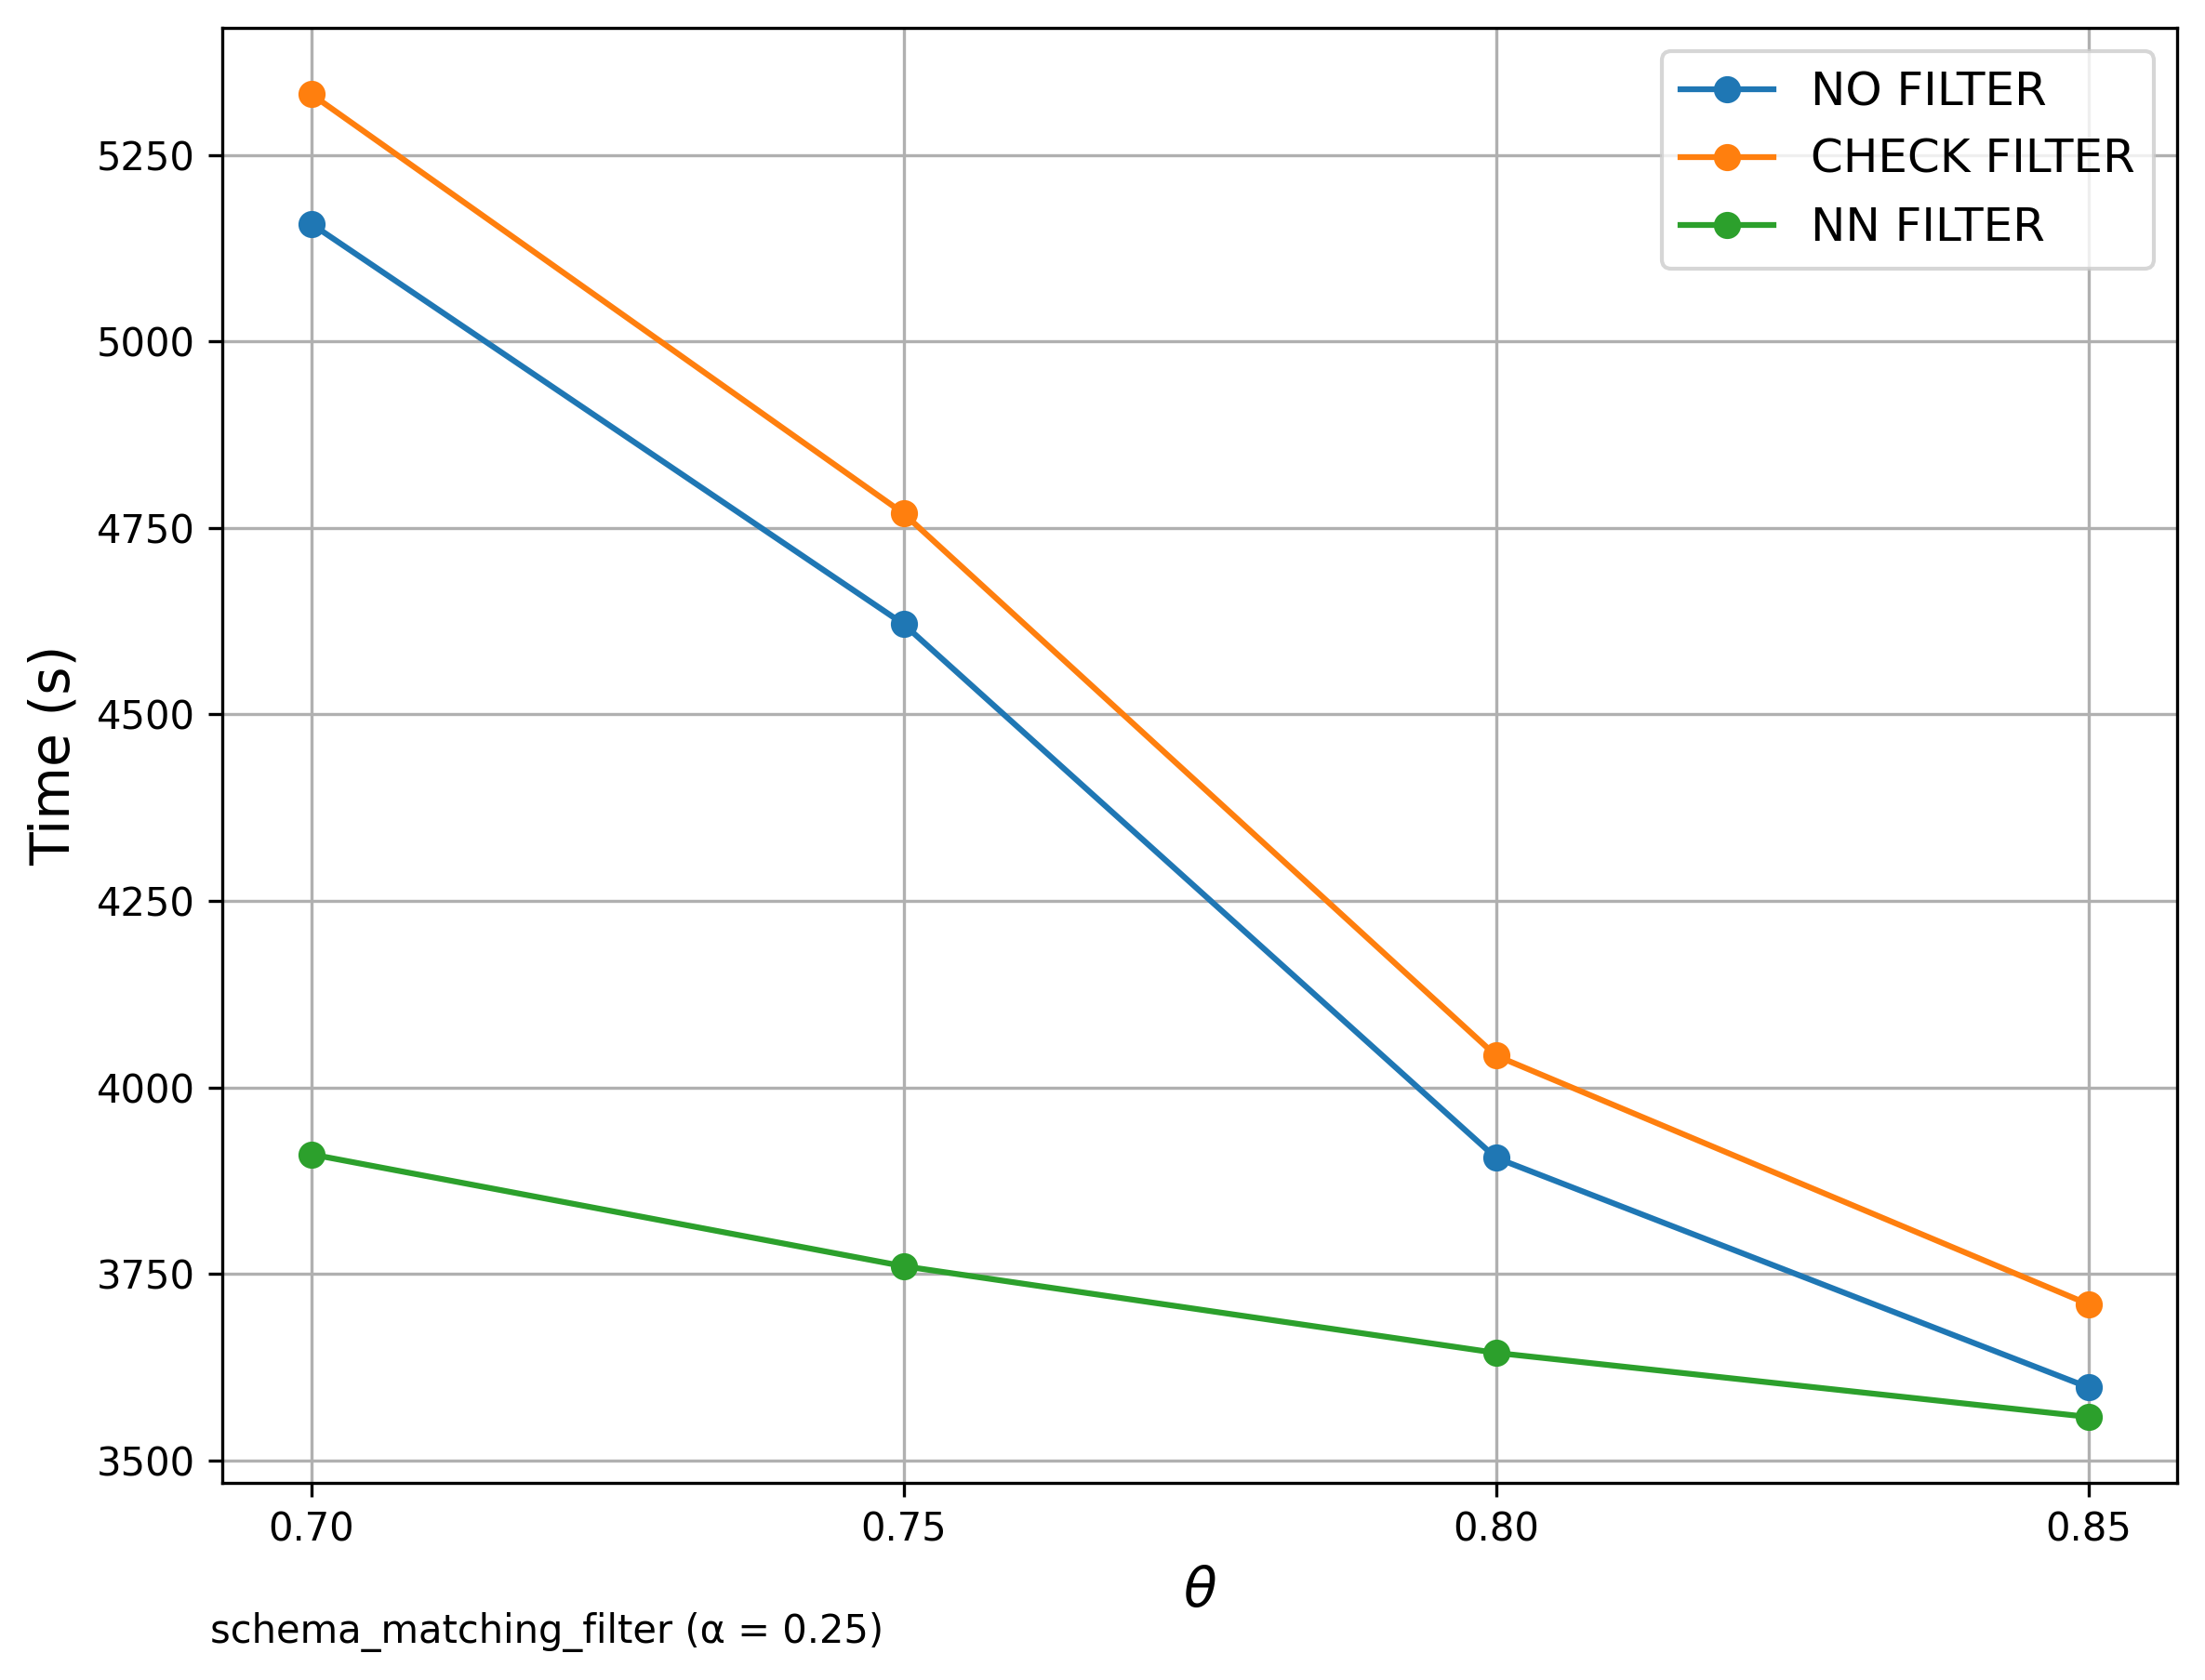 NO FILTER
CHECK FILTER
NN FILTER
Time (s)
5250
5000
4750
4500
4250
4000
3750
3500
0.70 0.75 0.80 0.85
θ
schema_matching_filter (α = 0.25)